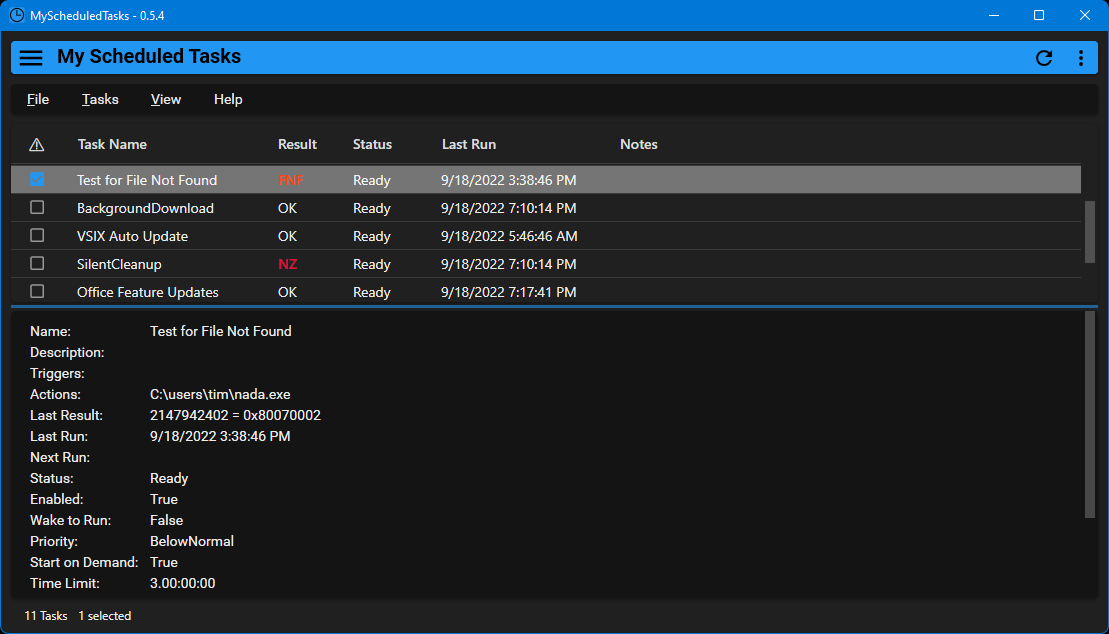 MyScheduledTasks - 0.5.4
My Scheduled Tasks
File Tasks View Help
Task Name Result Status Last Run Notes
Test for File Not Found FNF Ready 9/18/2022 3:38:46 PM
BackgroundDownload OK Ready 9/18/2022 7:10:14 PM
VSIX Auto Update OK Ready 9/18/2022 5:46:46 AM
SilentCleanup NZ Ready 9/18/2022 7:10:14 PM
Office Feature Updates OK Ready 9/18/2022 7:17:41 PM
Name: Test for File Not Found
Description:
Triggers:
Actions: C:\users\tim\nada.exe
Last Result: 2147942402 = 0x80070002
Last Run: 9/18/2022 3:38:46 PM
Next Run:
Status: Ready
Enabled: True
Wake to Run: False
Priority: BelowNormal
Start on Demand: True
Time Limit: 3.00:00:00
11 Tasks 1 selected